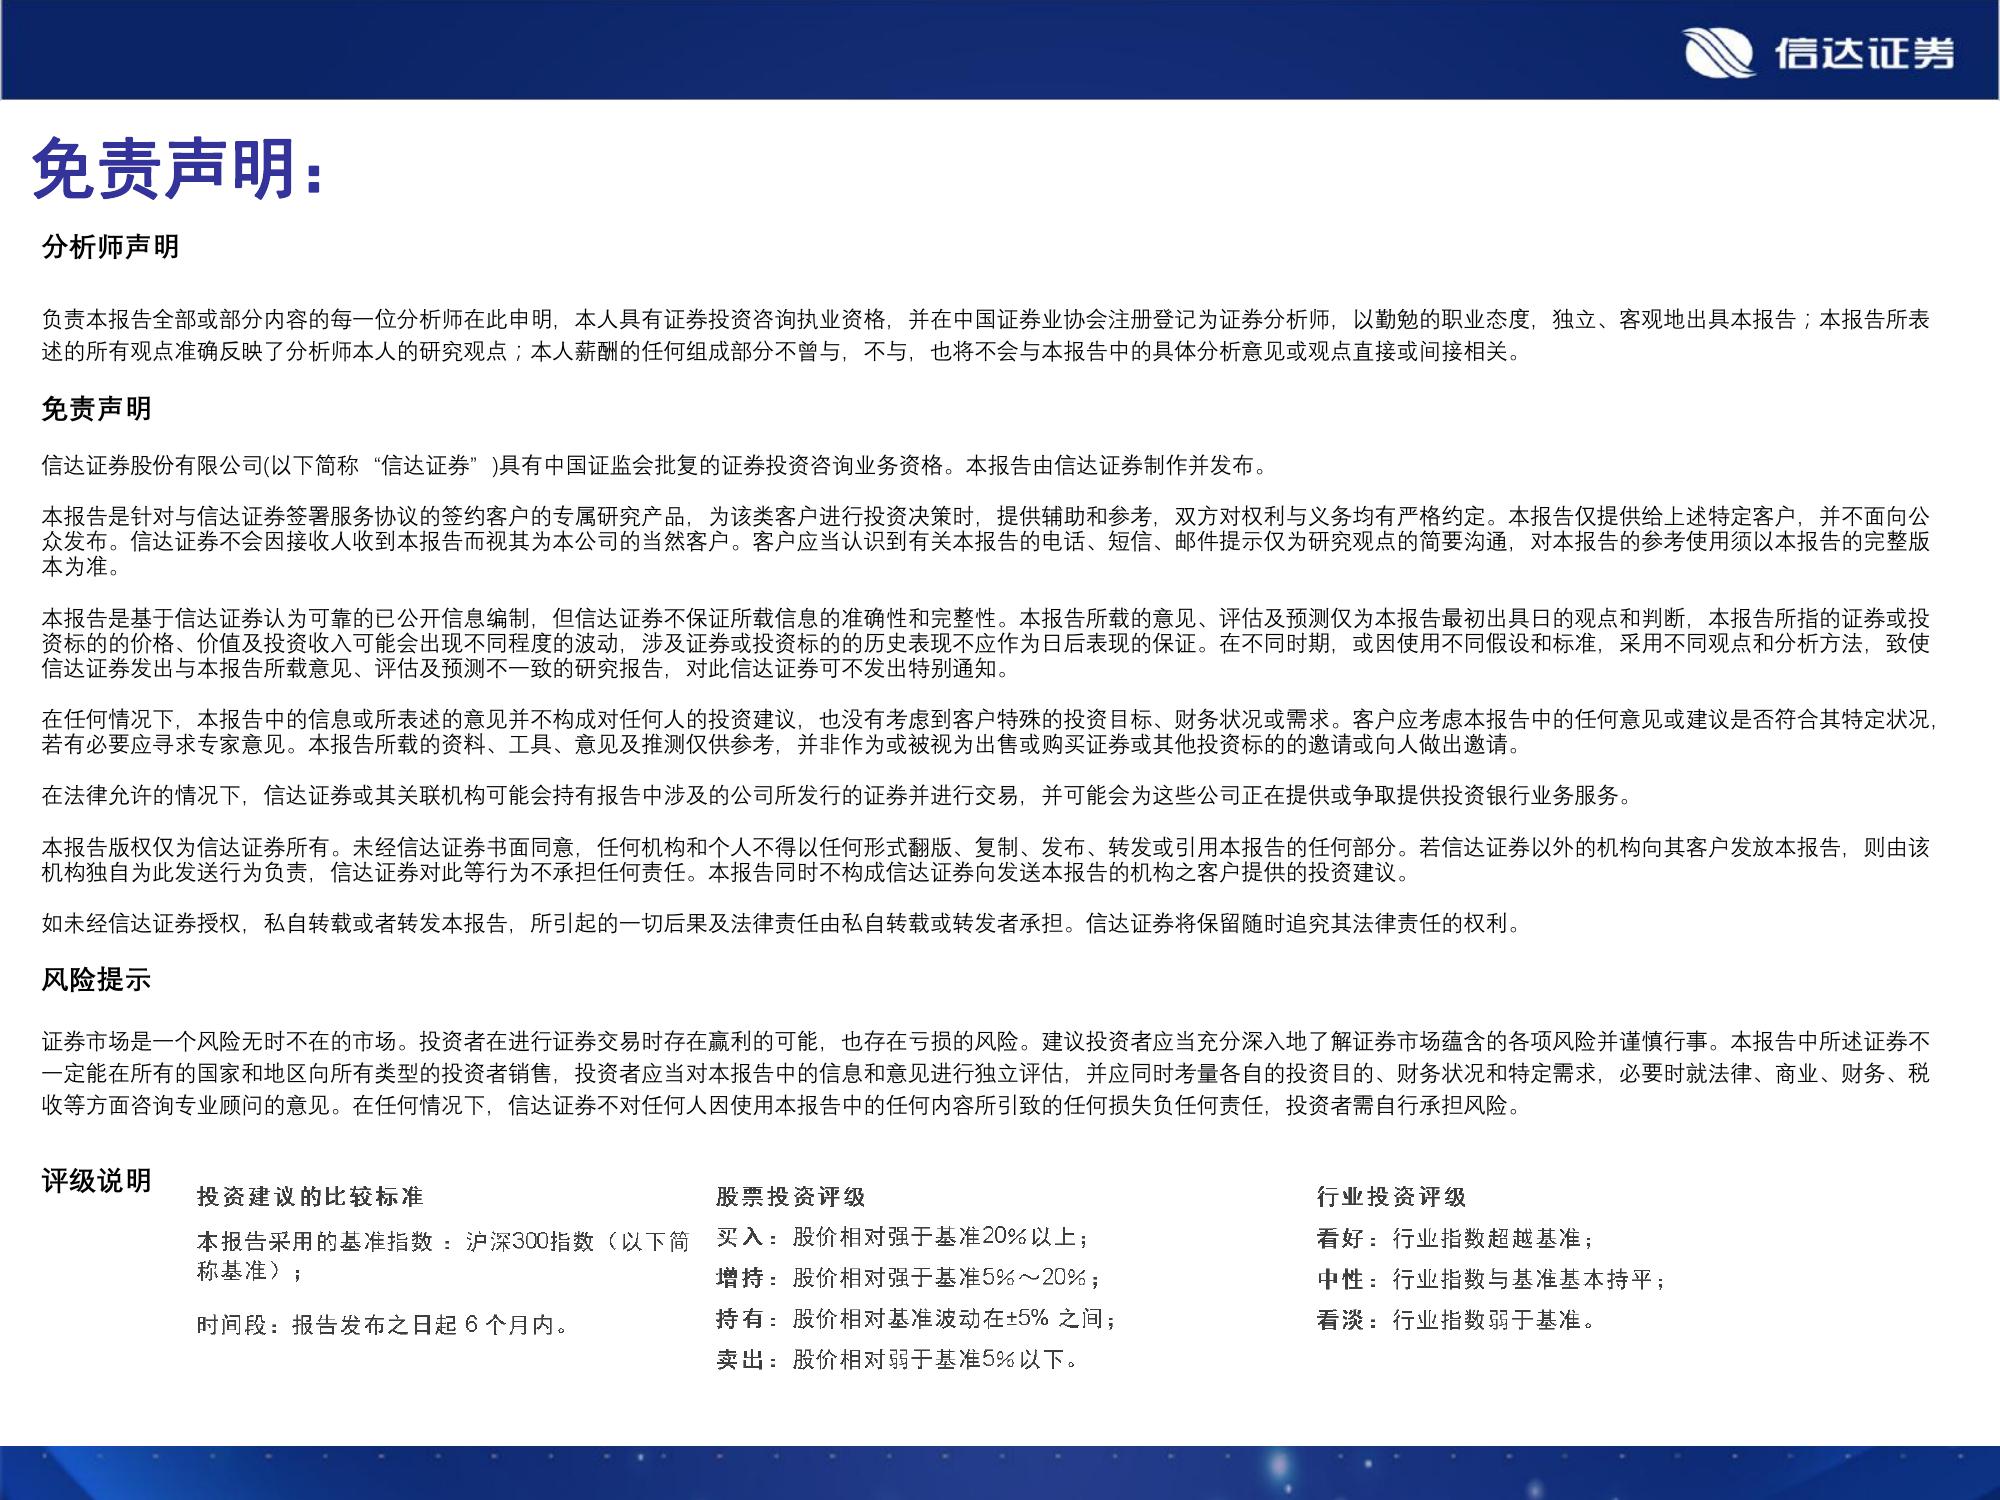 信达证券
免责声明：
分析师声明
负责本报告全部或部分内容的每一位分析师在此申明，本人具有证券投资咨询执业资格，并在中国证券业协会注册登记为证券分析师，以勤勉的职业态度，独立、客观地出具本报告；本报告所表
述的所有观点准确反映了分析师本人的研究观点；本人薪酬的任何组成部分不曾与，不与，也将不会与本报告中的具体分析意见或观点直接或间接相关。
免责声明
信达证券股份有限公司(以下简称“信达证券”)具有中国证监会批复的证券投资咨询业务资格。本报告由信达证券制作并发布。
本报告是针对与信达证券签署服务协议的签约客户的专属研究产品，为该类客户进行投资决策时，提供辅助和参考，双方对权利与义务均有严格约定。本报告仅提供给上述特定客户，并不面向公
众发布。信达证券不会因接收人收到本报告而视其为本公司的当然客户。客户应当认识到有关本报告的电话、短信、邮件提示仅为研究观点的简要沟通，对本报告的参考使用须以本报告的完整版
本为准。
本报告是基于信达证券认为可靠的已公开信息编制，但信达证券不保证所载信息的准确性和完整性。本报告所载的意见、评估及预测仅为本报告最初出具日的观点和判断，本报告所指的证券或投
资标的的价格、价值及投资收入可能会出现不同程度的波动，涉及证券或投资标的的历史表现不应作为日后表现的保证。在不同时期，或因使用不同假设和标准，采用不同观点和分析方法，致使
信达证券发出与本报告所载意见、评估及预测不一致的研究报告，对此信达证券可不发出特别通知。
在任何情况下，本报告中的信息或所表述的意见并不构成对任何人的投资建议，也没有考虑到客户特殊的投资目标、财务状况或需求。客户应考虑本报告中的任何意见或建议是否符合其特定状况，
若有必要应寻求专家意见。本报告所载的资料、工具、意见及推测仅供参考，并非作为或被视为出售或购买证券或其他投资标的的邀请或向人做出邀请。
在法律允许的情况下，信达证券或其关联机构可能会持有报告中涉及的公司所发行的证券并进行交易，并可能会为这些公司正在提供或争取提供投资银行业务服务。
本报告版权仅为信达证券所有。未经信达证券书面同意，任何机构和个人不得以任何形式翻版、复制、发布、转发或引用本报告的任何部分。若信达证券以外的机构向其客户发放本报告，则由该
机构独自为此发送行为负责，信达证券对此等行为不承担任何责任。本报告同时不构成信达证券向发送本报告的机构之客户提供的投资建议。
如未经信达证券授权，私自转载或者转发本报告，所引起的一切后果及法律责任由私自转载或转发者承担。信达证券将保留随时追究其法律责任的权利。
风险提示
证券市场是一个风险无时不在的市场。投资者在进行证券交易时存在赢利的可能，也存在亏损的风险。建议投资者应当充分深入地了解证券市场蕴含的各项风险并谨慎行事。本报告中所述证券不
一定能在所有的国家和地区向所有类型的投资者销售，投资者应当对本报告中的信息和意见进行独立评估，并应同时考量各自的投资目的、财务状况和特定需求，必要时就法律、商业、财务、税
收等方面咨询专业顾问的意见。在任何情况下，信达证券不对任何人因使用本报告中的任何内容所引致的任何损失负任何责任，投资者需自行承担风险。
评级说明
投资建议的比较标准
本报告采用的基准指数：沪深300指数（以下简
称基准）；
时间段：报告发布之日起 6 个月内。
股票投资评级
买入：股价相对强于基准20%以上；
增持：股价相对强于基准5%～20%；
持有：股价相对基准波动在±5% 之间；
卖出：股价相对弱于基准5%以下。
行业投资评级
看好：行业指数超越基准；
中性：行业指数与基准基本持平；
看淡：行业指数弱于基准。